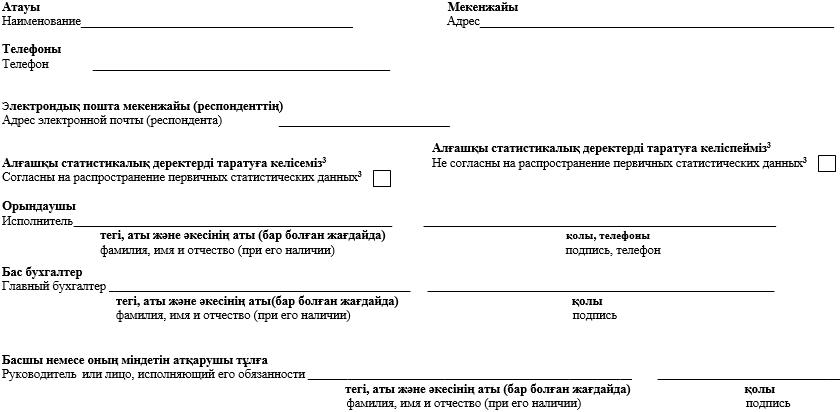 Атауы
Наименование
Мекенжайы
Адрес
Телефоны
Телефон
Электрондық пошта мекенжайы (респонденттің)
Адрес электронной почты (респондента)
Алғашқы статистикалық деректерді таратуға келісеміз³
Согласны на распространение первичных статистических данных³
Алғашқы статистикалық деректерді таратуға келіспейміз³
Не согласны на распространение первичных статистических данных³
Орындаушы
Исполнитель
тегі, аты және әкесінің аты (бар болған жағдайда)
қолы, телефоны
фамилия, имя и отчество (при его наличии)
подпись, телефон
Бас бухгалтер
Главный бухгалтер
тегі, аты және әкесінің аты(бар болған жағдайда)
қолы
фамилия, имя и отчество (при его наличии)
подпись
Басшы немесе оның міндетін атқарушы тұлға
Руководитель или лицо, исполняющий его обязанности
тегі, аты және әкесінің аты (бар болған жағдайда)
қолы
фамилия, имя и отчество (при его наличии)
подпись